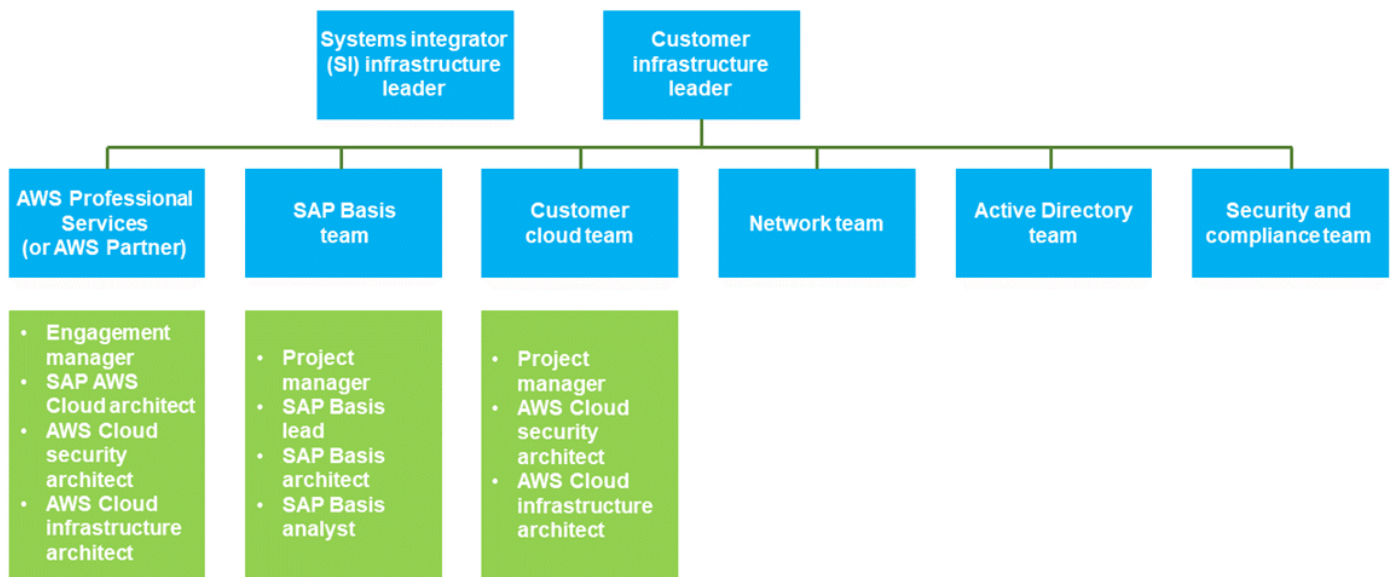 Systems integrator
(SI) infrastructure
leader
Customer
infrastructure
leader
AWS Professional
Services
(or AWS Partner)
SAP Basis
team
Customer
cloud team
Network team
Active Directory
team
Security and
compliance team
• Engagement
manager
• SAP AWS
Cloud architect
• AWS Cloud
security
architect
• AWS Cloud
infrastructure
architect
• Project
manager
• SAP Basis
lead
• SAP Basis
architect
• SAP Basis
analyst
• Project
manager
• AWS Cloud
security
architect
• AWS Cloud
infrastructure
architect